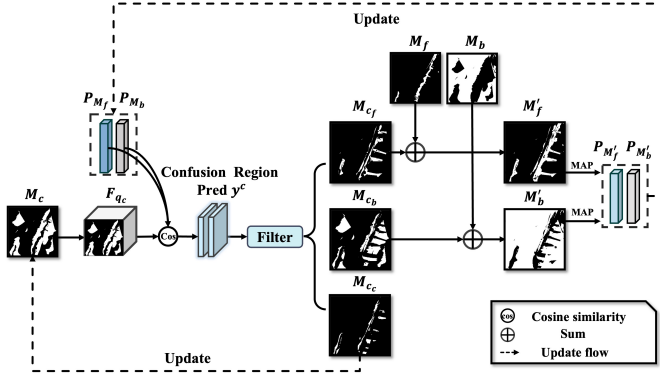 Update
M_f M_b
P_{M_f} P_{M_b}
M_{c_f}
M'_f
Confusion Region
Pred y^c
MAP
P_{M'_f} P_{M'_b}
M_c
F_{q_c}
M_{c_b}
M'_b
Cos
Filter
MAP
M_{c_c}
Update
cos Cosine similarity
Sum
Update flow